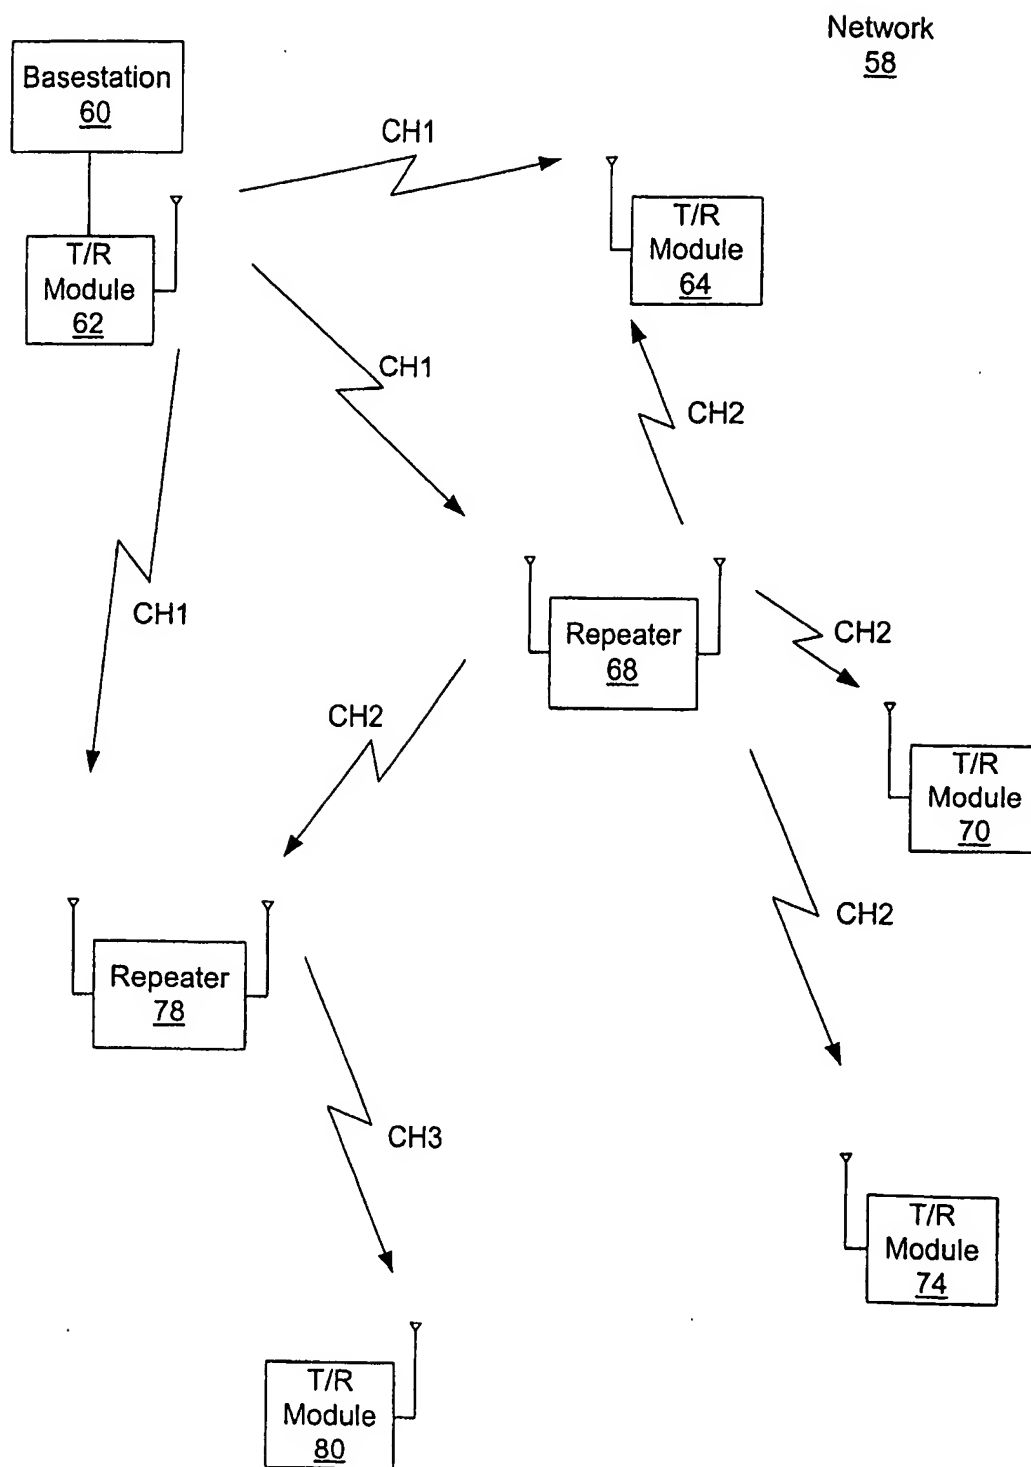 Network
58
Basestation
60
CH1
T/R
Module
62
T/R
Module
64
CH1
CH2
CH1
Repeater
68
CH2
CH2
T/R
Module
70
CH2
Repeater
78
CH3
T/R
Module
74
T/R
Module
80